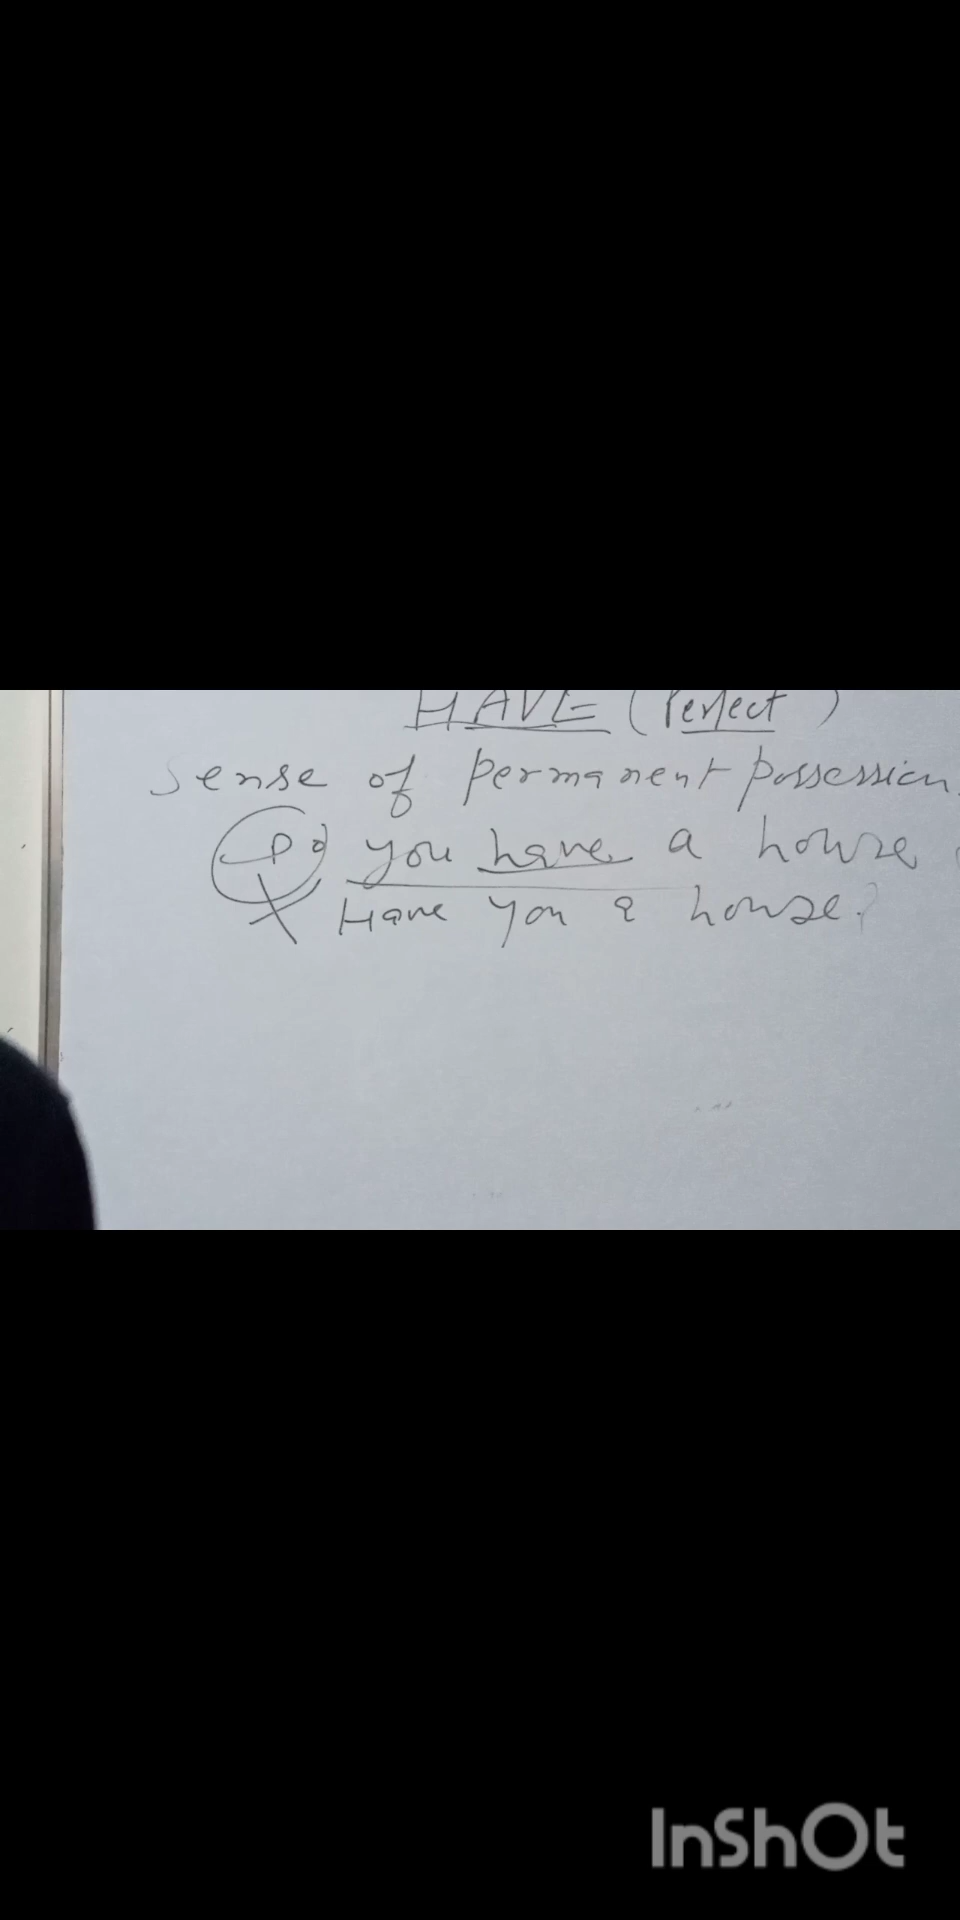 HAVE (Perfect)
Sense of permanent possession
Do you have a house
X Have you a house?
InShOt